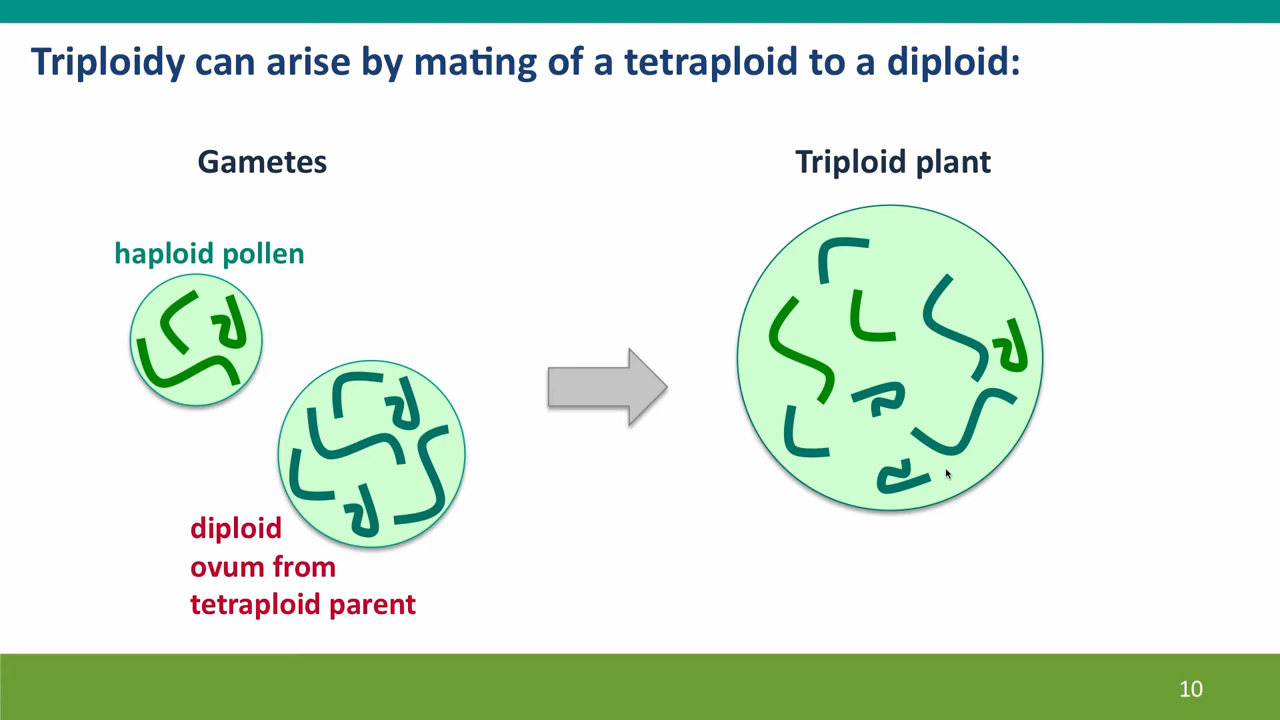 Triploidy can arise by mating of a tetraploid to a diploid:
Gametes
Triploid plant
haploid pollen
diploid
ovum from
tetraploid parent
10